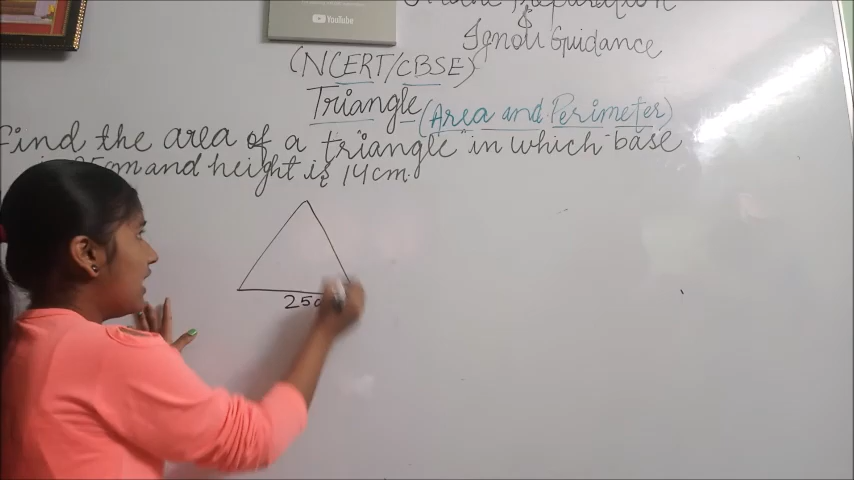 YouTube
Preparation
&
Ignou Guidance
(NCERT/CBSE)
Triangle (Area and Perimeter)
Find the area of a "triangle" in which base
is 25cm and height is 14cm.
25c